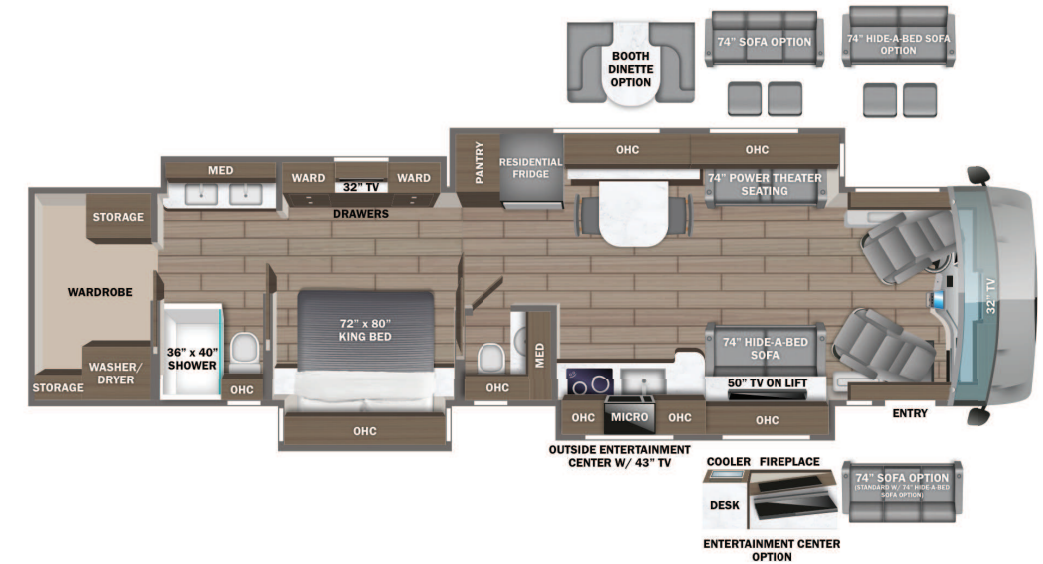 74” SOFA OPTION
74” HIDE-A-BED SOFA
OPTION
BOOTH
DINETTE
OPTION
MED
WARD
32” TV
WARD
DRAWERS
PANTRY
RESIDENTIAL
FRIDGE
OHC
OHC
74” POWER THEATER
SEATING
STORAGE
WARDROBE
WASHER/
DRYER
STORAGE
36” x 40”
SHOWER
OHC
72” x 80”
KING BED
OHC
OHC
MED
74” HIDE-A-BED
SOFA
50” TV ON LIFT
32” TV
OHC
MICRO
OHC
OHC
ENTRY
OUTSIDE ENTERTAINMENT
CENTER W/ 43” TV
COOLER
FIREPLACE
DESK
ENTERTAINMENT CENTER
OPTION
74” SOFA OPTION
(STANDARD W/ 74” HIDE-A-BED
SOFA OPTION)